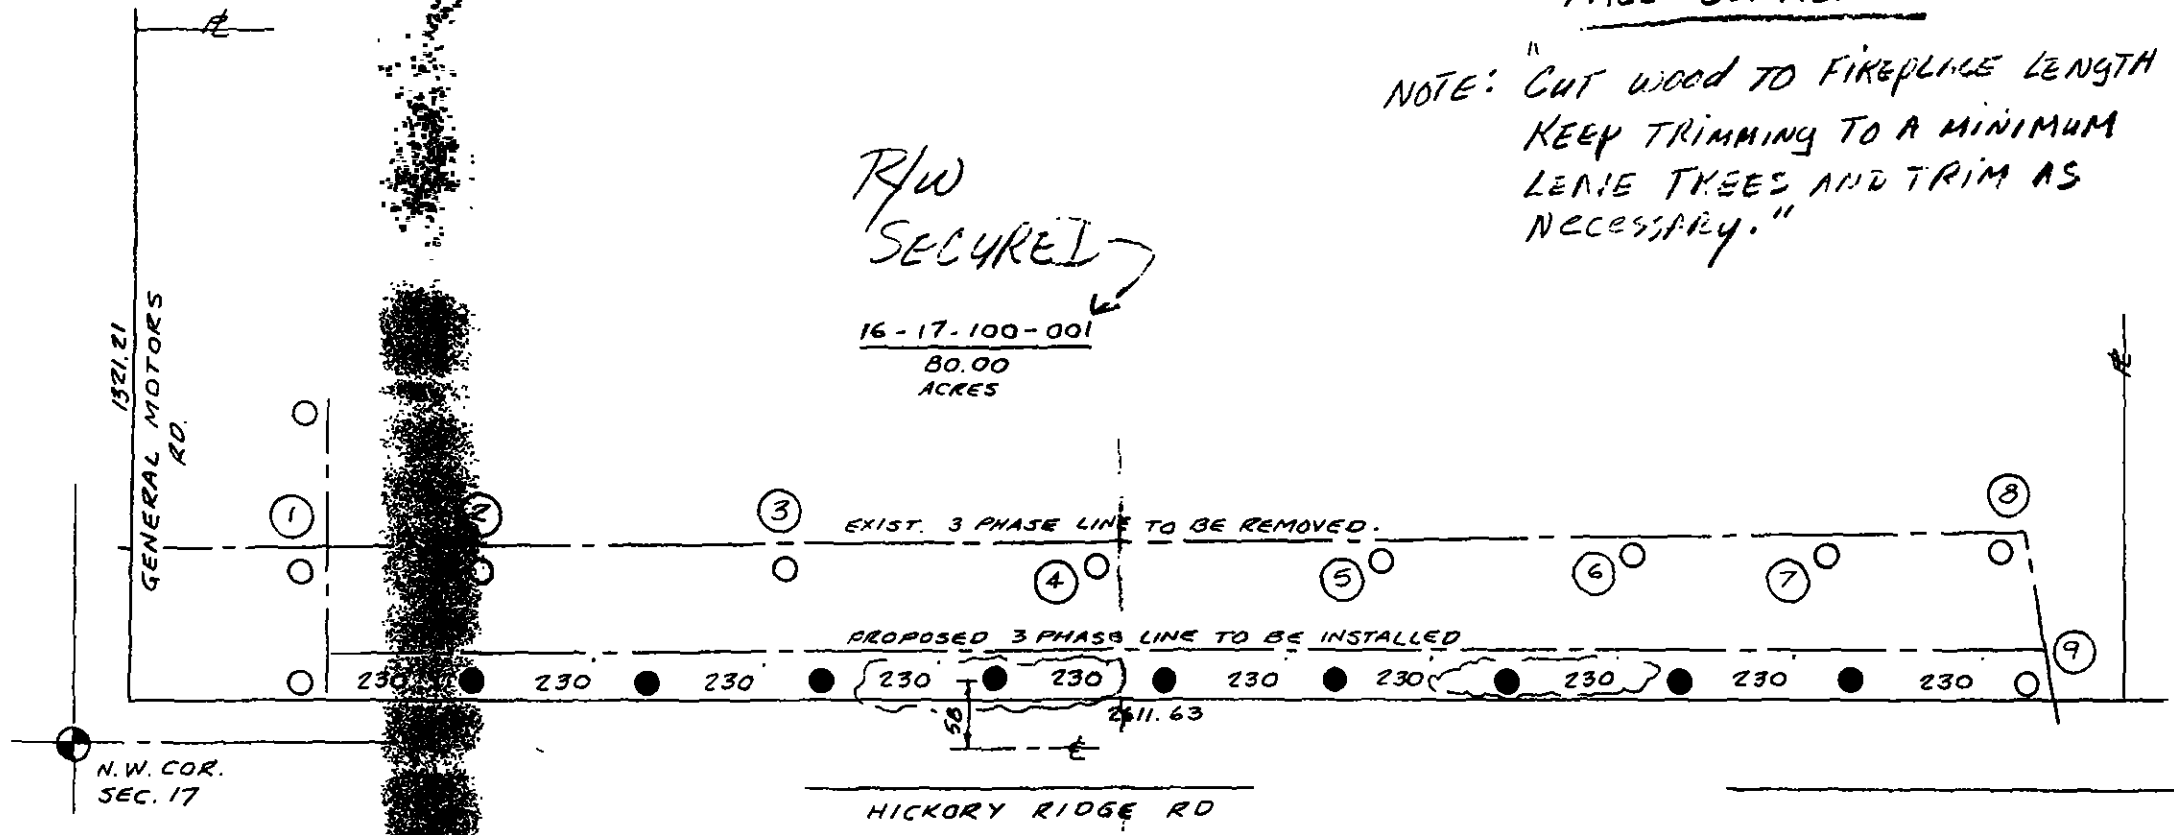 NOTE: "CUT WOOD TO FIREPLACE LENGTH
KEEP TRIMMING TO A MINIMUM
LEAVE TREES AND TRIM AS
NECESSARY."
R/W
SECURED
16-17-100-001
80.00
ACRES
1321.21
GENERAL MOTORS
RD.
1
2
3
EXIST. 3 PHASE LINE TO BE REMOVED.
8
4
5
6
7
PROPOSED 3 PHASE LINE TO BE INSTALLED
9
230 230 230 230 230 230 230 230 230 230
58
2611.63
N.W. COR.
SEC. 17
HICKORY RIDGE RD